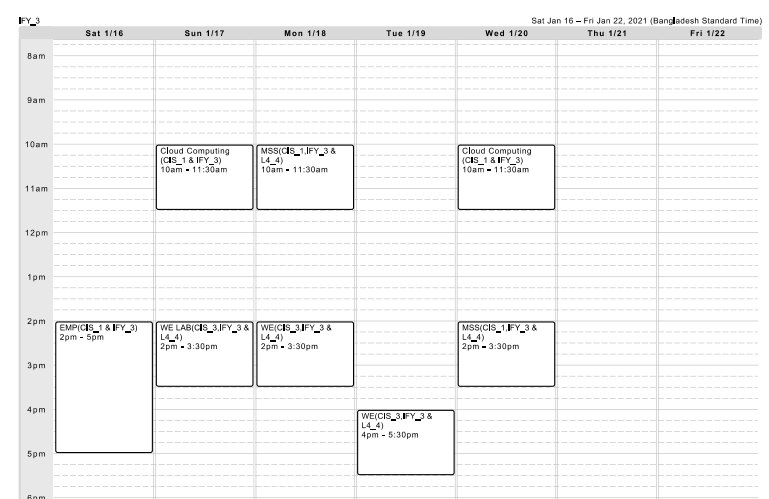 IFY_3
Sat Jan 16 – Fri Jan 22, 2021 (Bangladesh Standard Time)
Sat 1/16 Sun 1/17 Mon 1/18 Tue 1/19 Wed 1/20 Thu 1/21 Fri 1/22
8am
9am
10am
Cloud Computing
(CIS_1 & IFY_3)
10am - 11:30am
MSS(CIS_1,IFY_3 &
L4_4)
10am - 11:30am
Cloud Computing
(CIS_1 & IFY_3)
10am - 11:30am
11am
12pm
1pm
2pm
EMP(CIS_1 & IFY_3)
2pm - 5pm
WE LAB(CIS_3,IFY_3 &
L4_4)
2pm - 3:30pm
WE(CIS_3,IFY_3 &
L4_4)
2pm - 3:30pm
MSS(CIS_1,IFY_3 &
L4_4)
2pm - 3:30pm
3pm
4pm
WE(CIS_3,IFY_3 &
L4_4)
4pm - 5:30pm
5pm
6pm